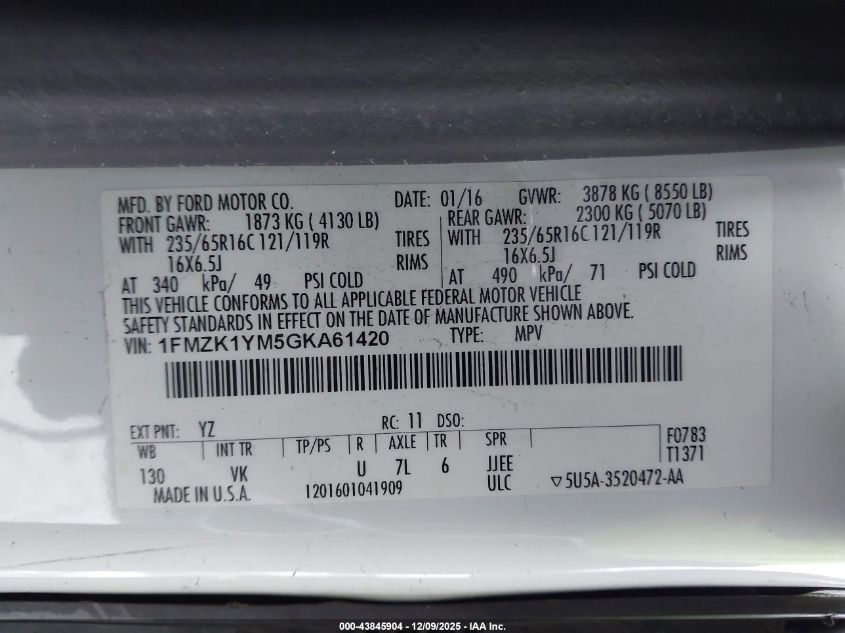 MFD. BY FORD MOTOR CO. DATE: 01/16 GVWR: 3878 KG ( 8550 LB)
FRONT GAWR: 1873 KG ( 4130 LB) REAR GAWR: 2300 KG ( 5070 LB)
WITH 235/65R16C 121/119R TIRES WITH 235/65R16C 121/119R TIRES
16X6.5J RIMS 16X6.5J RIMS
AT 340 kPa/ 49 PSI COLD AT 490 kPa/ 71 PSI COLD
THIS VEHICLE CONFORMS TO ALL APPLICABLE FEDERAL MOTOR VEHICLE
SAFETY STANDARDS IN EFFECT ON THE DATE OF MANUFACTURE SHOWN ABOVE.
VIN: 1FMZK1YM5GKA61420 TYPE: MPV
EXT PNT: YZ RC: 11 DSO:
WB INT TR TP/PS R AXLE TR SPR F0783
130 VK U 7L 6 JJEE T1371
MADE IN U.S.A. 1201601041909 ULC ▽5U5A-3520472-AA
000-43845904 | 12/09/2025 - IAA Inc.